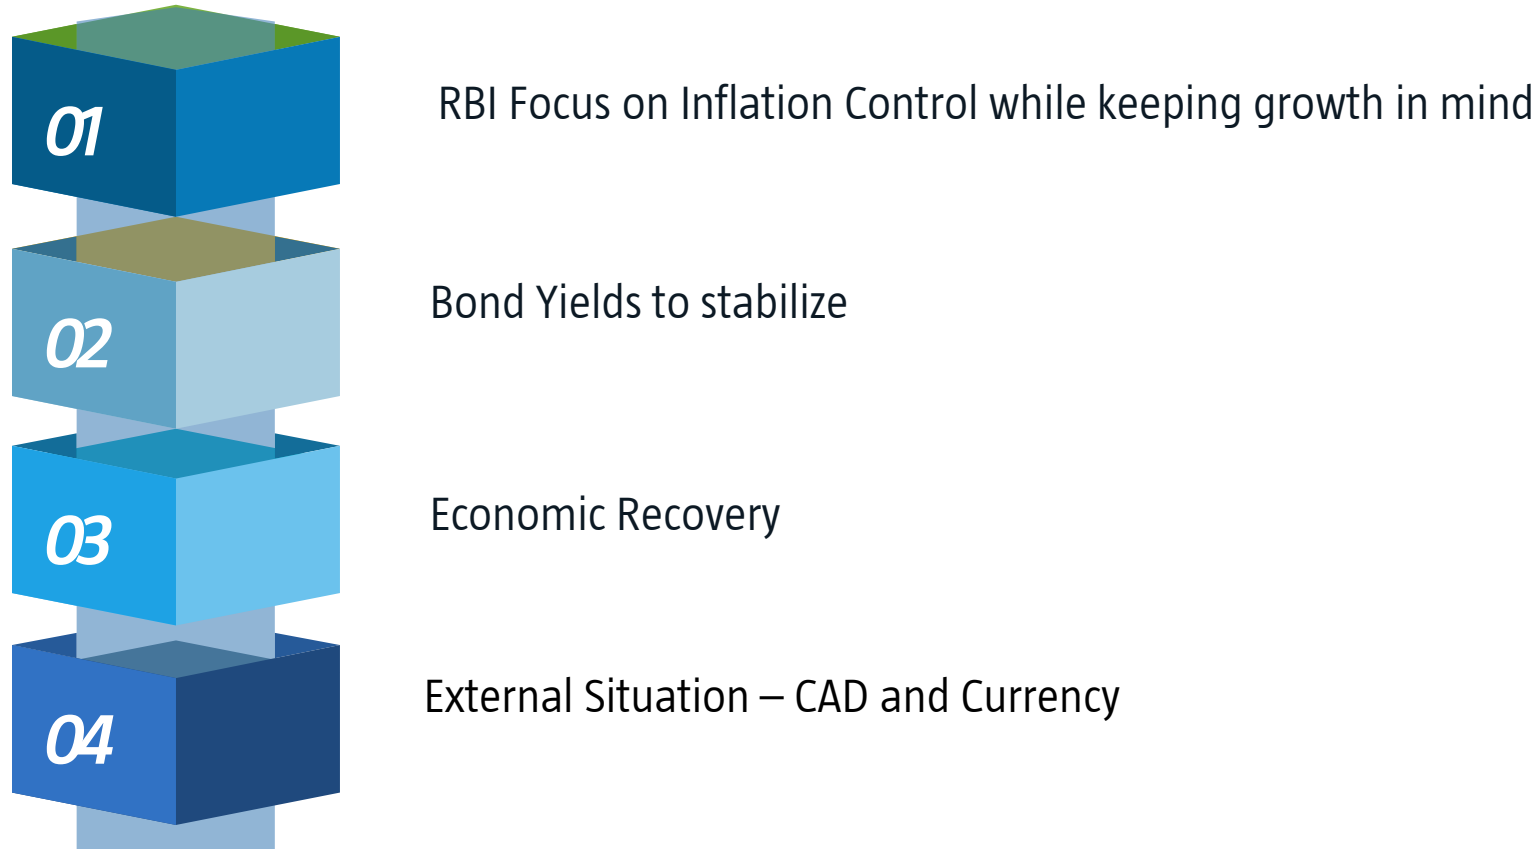 01
RBI Focus on Inflation Control while keeping growth in mind
02
Bond Yields to stabilize
03
Economic Recovery
04
External Situation – CAD and Currency